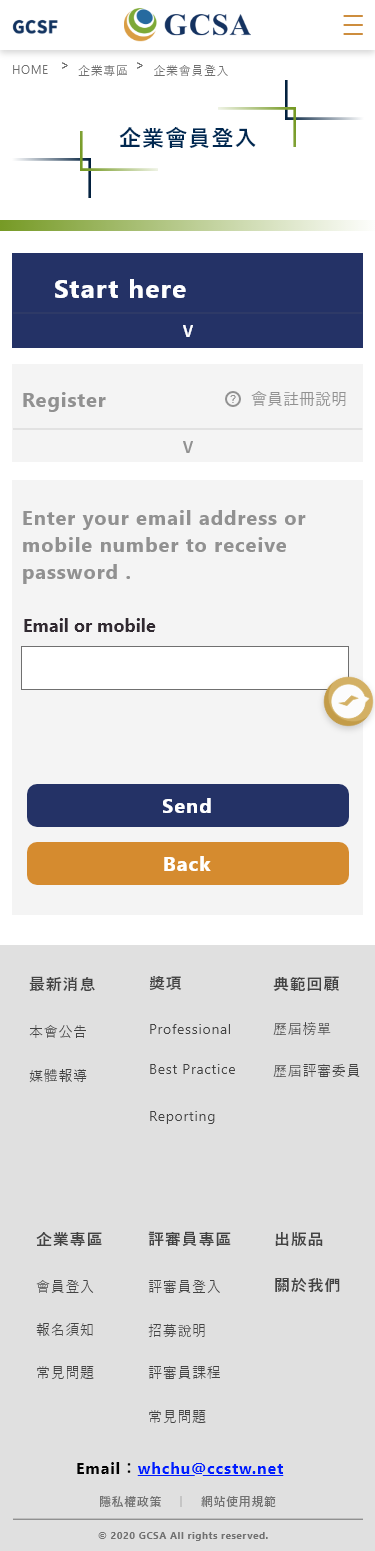 GCSF
GCSA
HOME > 企業專區 > 企業會員登入
企業會員登入
Start here
V
Register
? 會員註冊說明
V
Enter your email address or
mobile number to receive
password .
Email or mobile
Send
Back
最新消息
本會公告
媒體報導
獎項
Professional
Best Practice
Reporting
典範回顧
歷屆榜單
歷屆評審委員
企業專區
會員登入
報名須知
常見問題
評審員專區
評審員登入
招募說明
評審員課程
常見問題
出版品
關於我們
Email：whchu@ccstw.net
隱私權政策 | 網站使用規範
© 2020 GCSA All rights reserved.